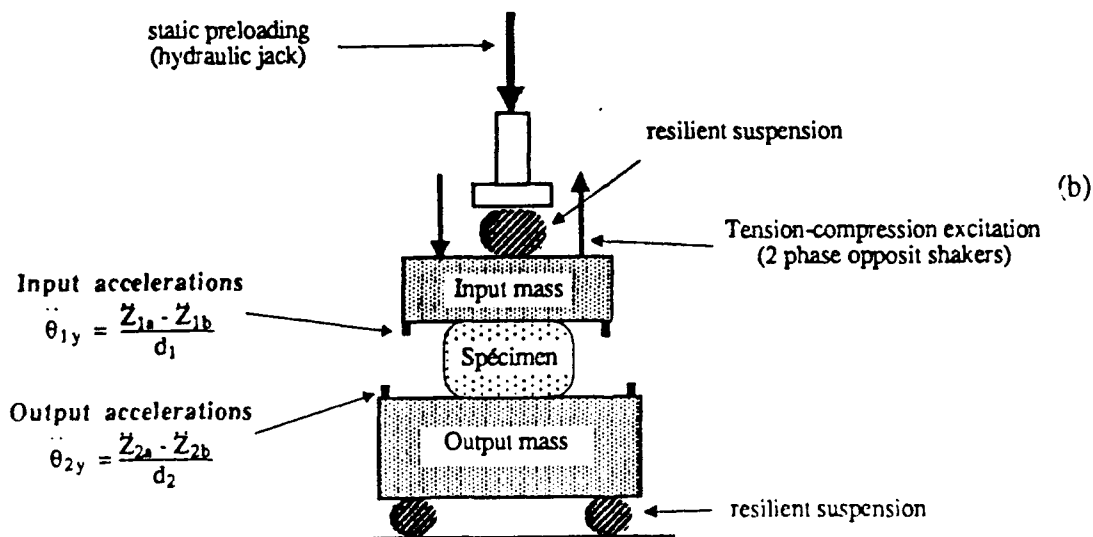 static preloading
(hydraulic jack)
resilient suspension
(b)
Tension-compression excitation
(2 phase opposit shakers)
Input accelerations
θ̈1y = Z̈1a - Z̈1b / d1
Input mass
Spécimen
Output accelerations
θ̈2y = Z̈2a - Z̈2b / d2
Output mass
resilient suspension